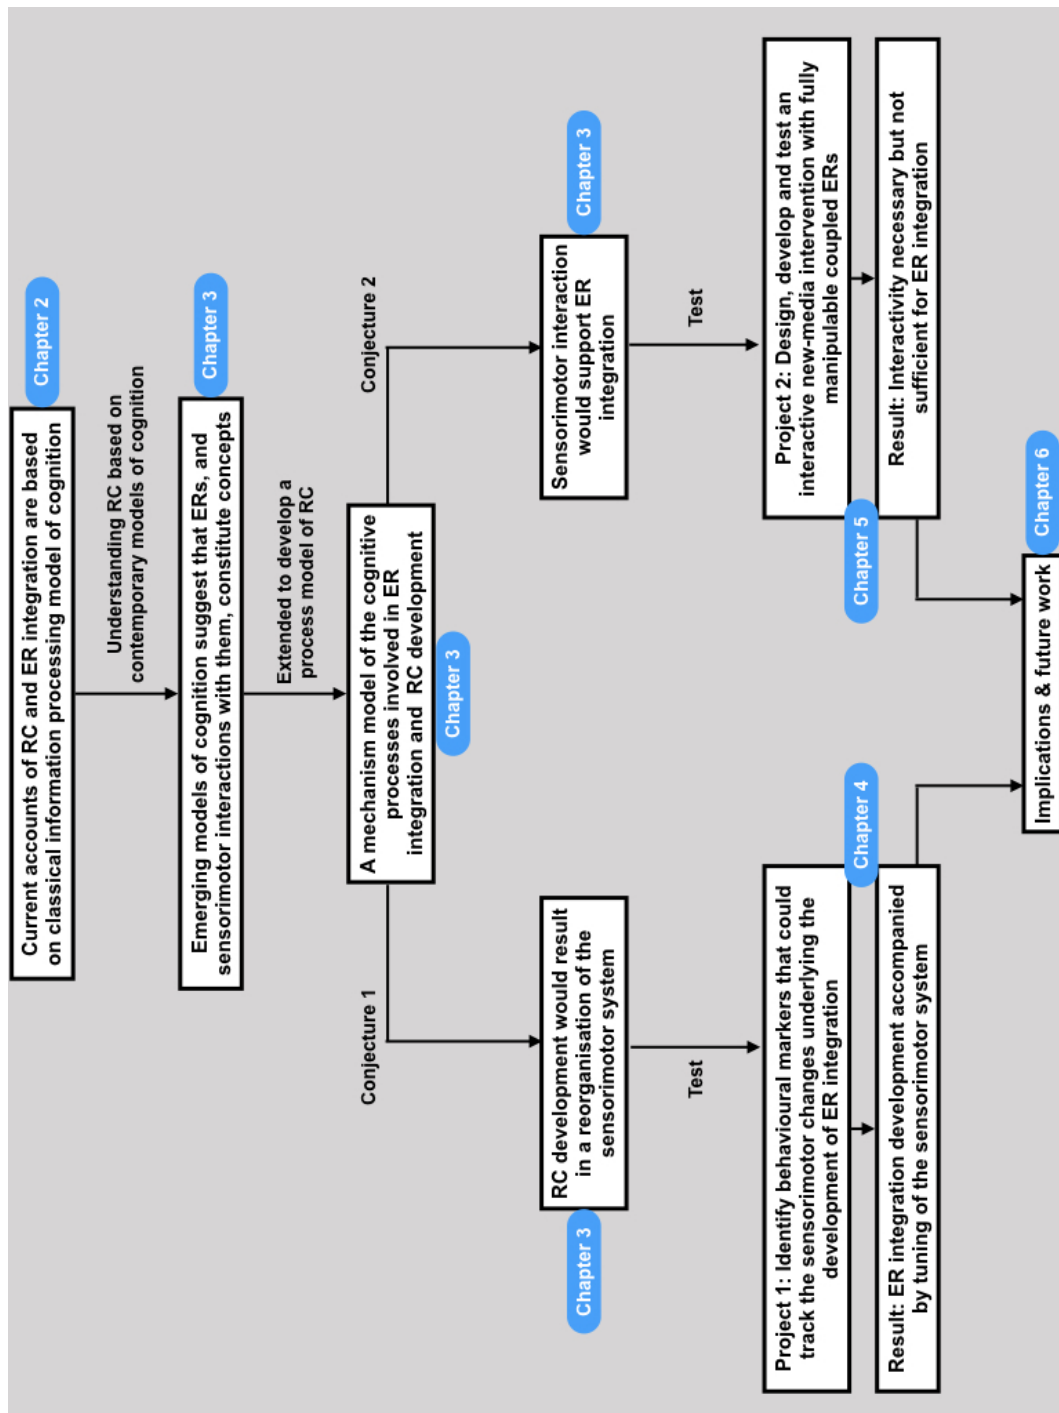 Current accounts of RC and ER integration are based
on classical information processing model of cognition
Chapter 2
Understanding RC based on
contemporary models of cognition
Emerging models of cognition suggest that ERs, and
sensorimotor interactions with them, constitute concepts
Chapter 3
Extended to develop a
process model of RC
A mechanism model of the cognitive
processes involved in ER
integration and RC development
Chapter 3
Conjecture 1
Conjecture 2
Chapter 3
RC development would result
in a reorganisation of the
sensorimotor system
Sensorimotor interaction
would support ER
integration
Chapter 3
Test
Test
Project 1: Identify behavioural markers that could
track the sensorimotor changes underlying the
development of ER integration
Chapter 4
Result: ER integration development accompanied
by tuning of the sensorimotor system
Project 2: Design, develop and test an
interactive new-media intervention with fully
manipulable coupled ERs
Chapter 5
Result: Interactivity necessary but not
sufficient for ER integration
Implications & future work
Chapter 6